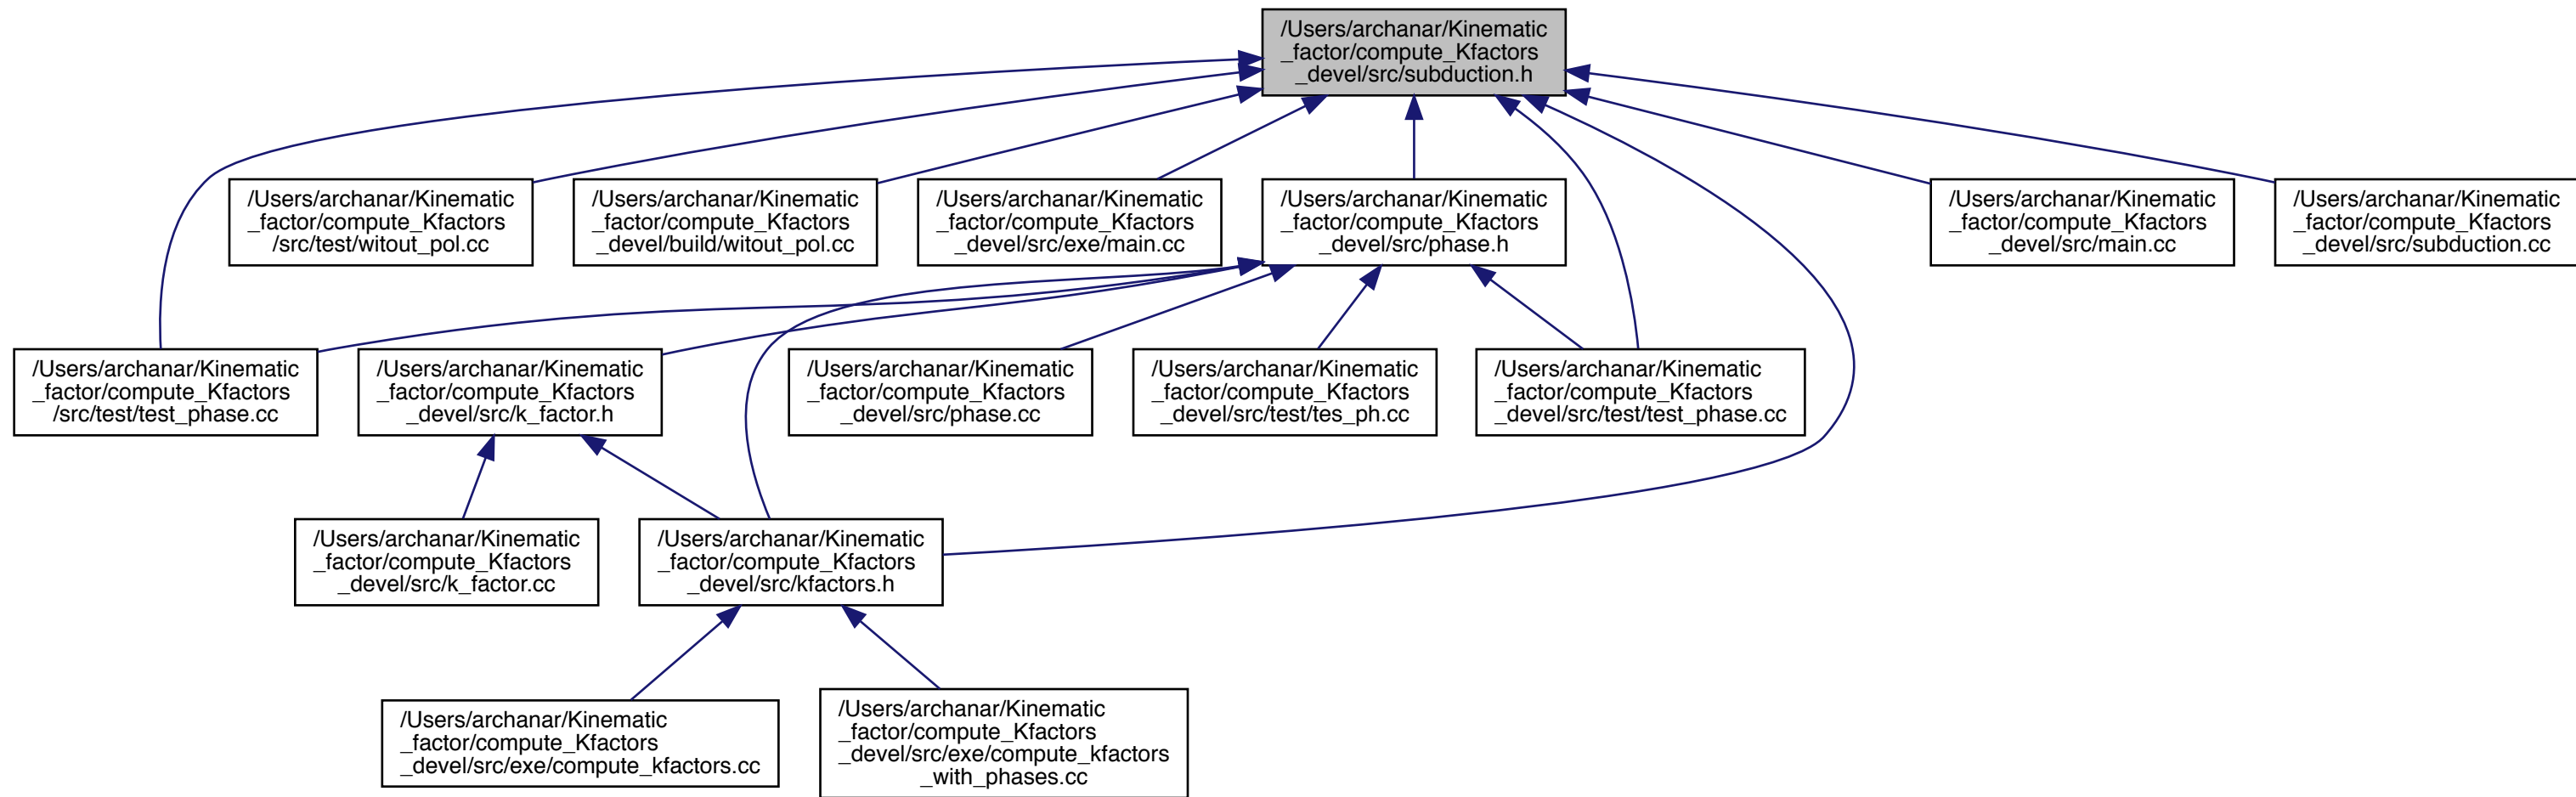 /Users/archanar/Kinematic
_factor/compute_Kfactors
_devel/src/subduction.h
/Users/archanar/Kinematic
_factor/compute_Kfactors
/src/test/witout_pol.cc
/Users/archanar/Kinematic
_factor/compute_Kfactors
_devel/build/witout_pol.cc
/Users/archanar/Kinematic
_factor/compute_Kfactors
_devel/src/exe/main.cc
/Users/archanar/Kinematic
_factor/compute_Kfactors
_devel/src/phase.h
/Users/archanar/Kinematic
_factor/compute_Kfactors
_devel/src/main.cc
/Users/archanar/Kinematic
_factor/compute_Kfactors
_devel/src/subduction.cc
/Users/archanar/Kinematic
_factor/compute_Kfactors
/src/test/test_phase.cc
/Users/archanar/Kinematic
_factor/compute_Kfactors
_devel/src/k_factor.h
/Users/archanar/Kinematic
_factor/compute_Kfactors
_devel/src/phase.cc
/Users/archanar/Kinematic
_factor/compute_Kfactors
_devel/src/test/tes_ph.cc
/Users/archanar/Kinematic
_factor/compute_Kfactors
_devel/src/test/test_phase.cc
/Users/archanar/Kinematic
_factor/compute_Kfactors
_devel/src/k_factor.cc
/Users/archanar/Kinematic
_factor/compute_Kfactors
_devel/src/kfactors.h
/Users/archanar/Kinematic
_factor/compute_Kfactors
_devel/src/exe/compute_kfactors.cc
/Users/archanar/Kinematic
_factor/compute_Kfactors
_devel/src/exe/compute_kfactors
_with_phases.cc